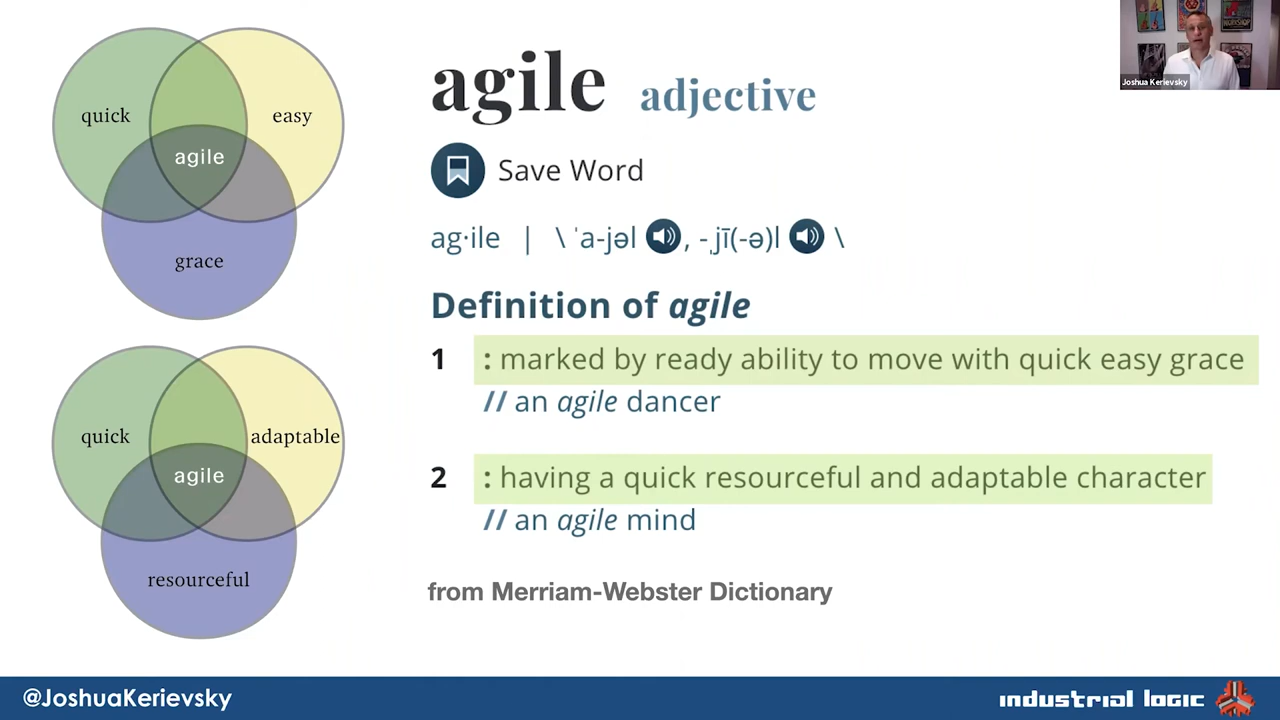 quick
easy
agile
grace
quick
adaptable
agile
resourceful
agile adjective
Save Word
ag·ile | \ ˈa-jəl , -ˌjī(-ə)l \
Definition of agile
1 : marked by ready ability to move with quick easy grace
// an agile dancer
2 : having a quick resourceful and adaptable character
// an agile mind
from Merriam-Webster Dictionary
Joshua Kerievsky
@JoshuaKerievsky
industrial logic